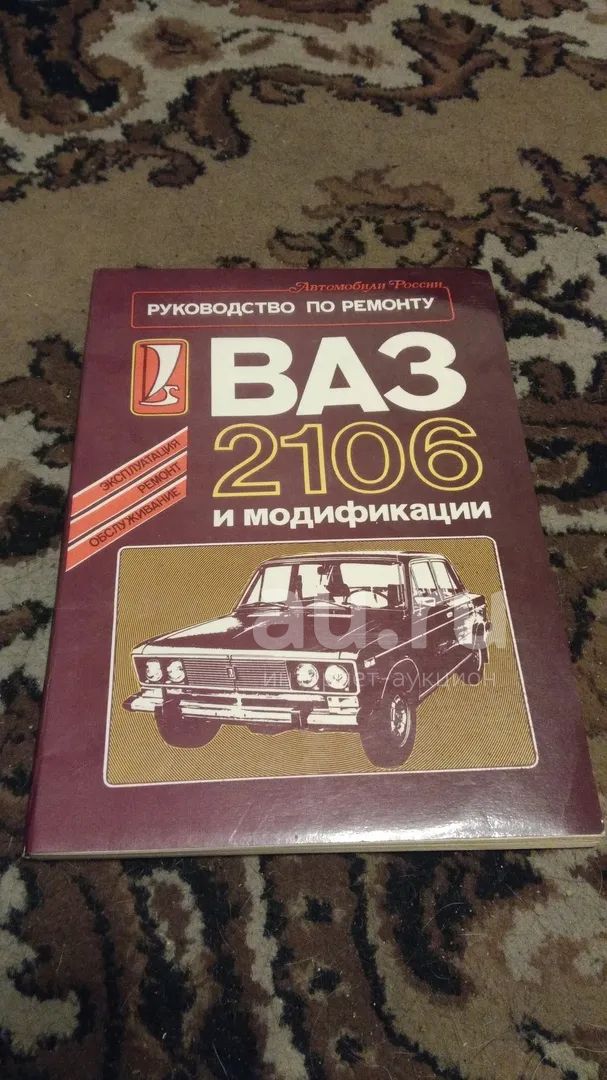 Автомобили России
РУКОВОДСТВО ПО РЕМОНТУ
ВАЗ
2106
и модификации
ЭКСПЛУАТАЦИЯ
РЕМОНТ
ОБСЛУЖИВАНИЕ
au.ru
интернет-аукцион